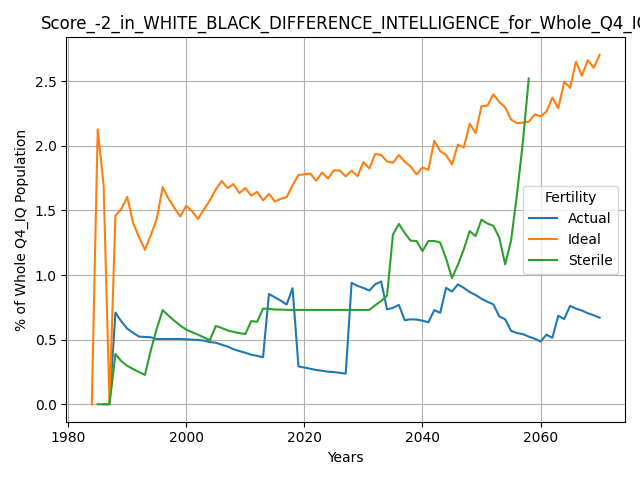 Score_-2_in_WHITE_BLACK_DIFFERENCE_INTELLIGENCE_for_Whole_Q4_IQ
% of Whole Q4_IQ Population
2.5
2.0
1.5
1.0
0.5
0.0
Fertility
Actual
Ideal
Sterile
1980 2000 2020 2040 2060
Years